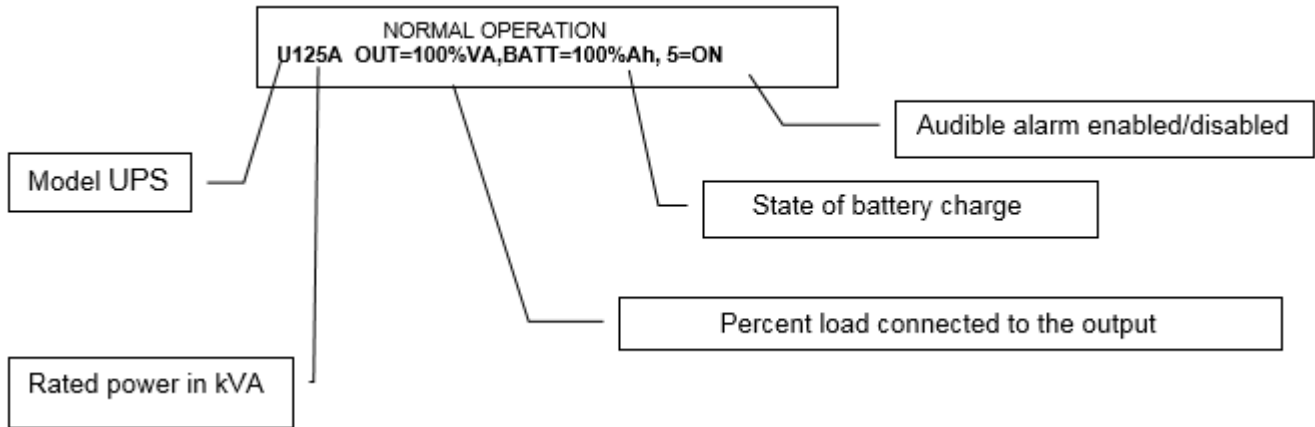 NORMAL OPERATION
U125A OUT=100%VA,BATT=100%Ah, 5=ON
Audible alarm enabled/disabled
Model UPS
State of battery charge
Percent load connected to the output
Rated power in kVA